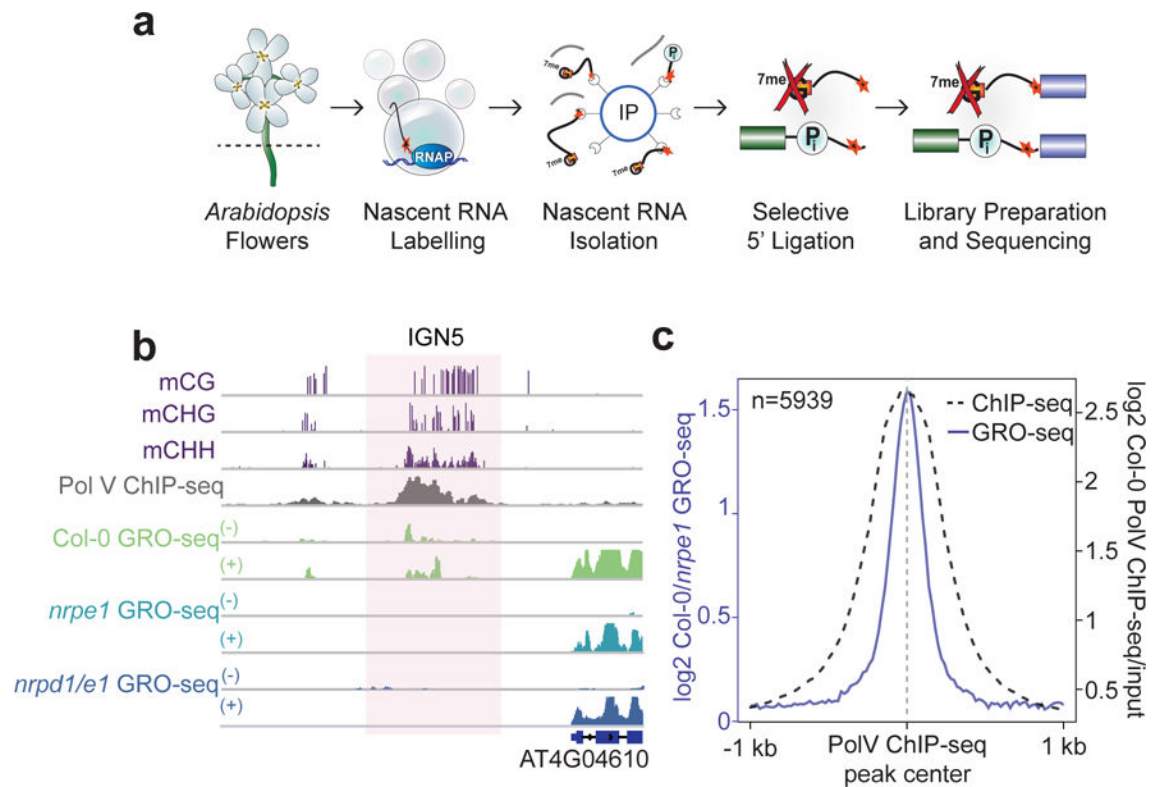 a
7me
RNAP
7me
Pi
IP
7me
7me
7me
G
Pi
7me
G
Pi
Arabidopsis
Flowers
Nascent RNA
Labelling
Nascent RNA
Isolation
Selective
5' Ligation
Library Preparation
and Sequencing
b
IGN5
mCG
mCHG
mCHH
Pol V ChIP-seq
Col-0 GRO-seq (-)
(+)
nrpe1 GRO-seq (-)
(+)
nrpd1/e1 GRO-seq (-)
(+)
AT4G04610
c
n=5939
ChIP-seq
GRO-seq
log2 Col-0/nrpe1 GRO-seq
1.5
1
0.5
0
log2 Col-0 PolV ChIP-seq/input
2.5
2
1.5
1
0.5
-1 kb
PolV ChIP-seq
peak center
1 kb